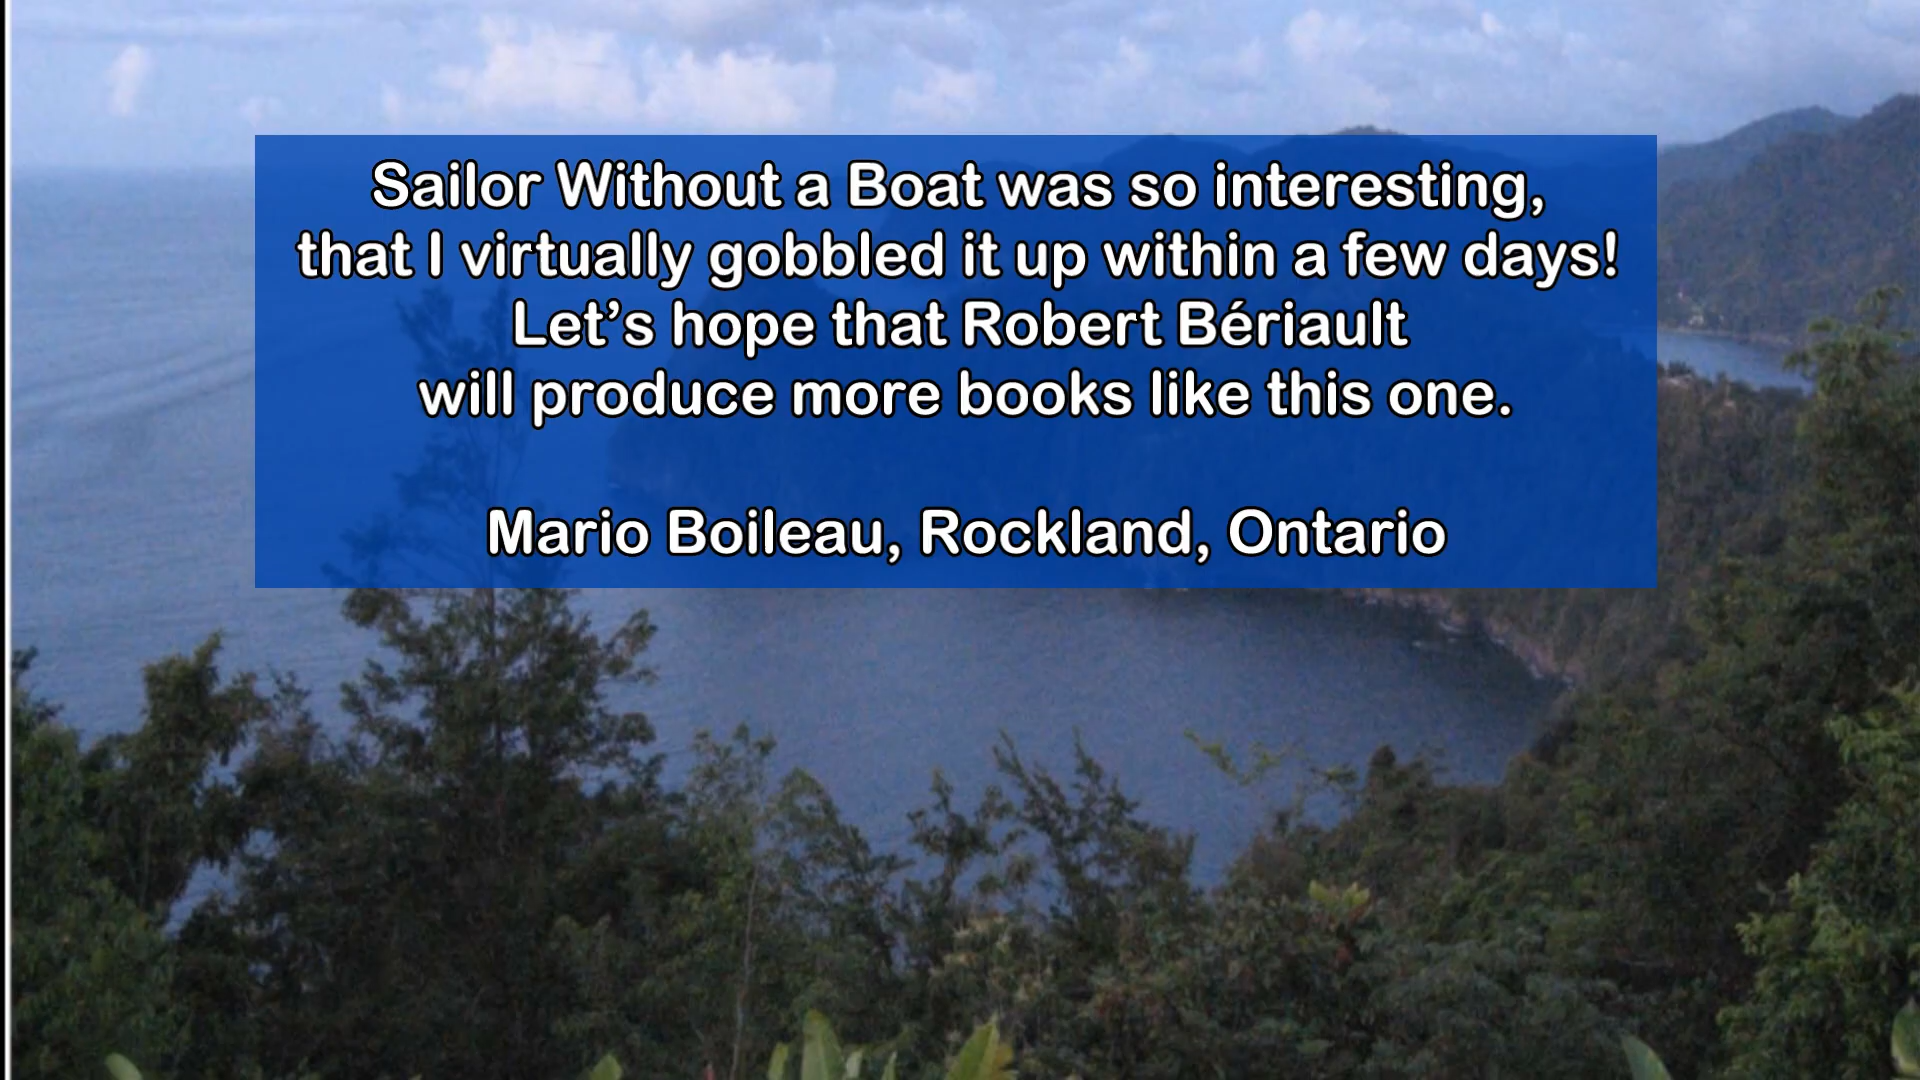 Sailor Without a Boat was so interesting,
that I virtually gobbled it up within a few days!
Let’s hope that Robert Bériault
will produce more books like this one.
Mario Boileau, Rockland, Ontario